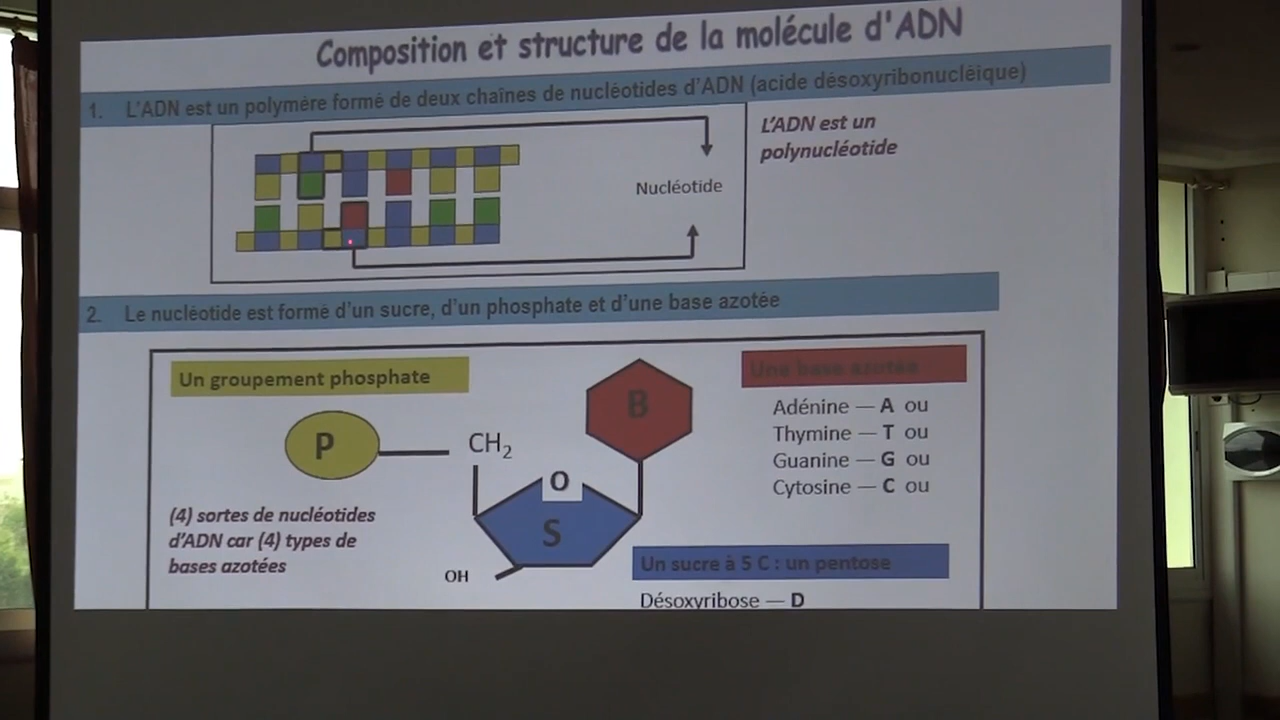 Composition et structure de la molécule d'ADN
1. L'ADN est un polymère formé de deux chaînes de nucléotides d'ADN (acide désoxyribonucléique)
L'ADN est un
polynucléotide
Nucléotide
2. Le nucléotide est formé d'un sucre, d'un phosphate et d'une base azotée
Un groupement phosphate
P
CH₂
B
O
S
OH
Une base azotée
Adénine — A ou
Thymine — T ou
Guanine — G ou
Cytosine — C ou
(4) sortes de nucléotides
d'ADN car (4) types de
bases azotées
Un sucre à 5 C : un pentose
Désoxyribose — D